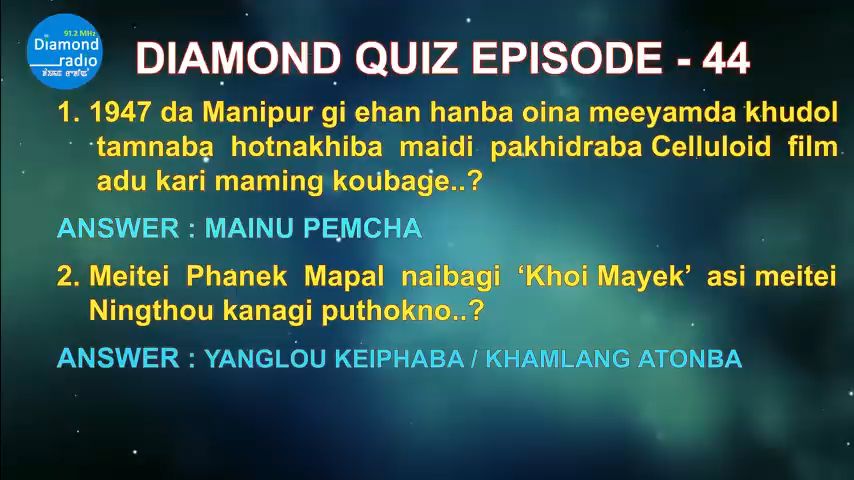 91.2 MHz
Diamond
radio
DIAMOND QUIZ EPISODE - 44
1. 1947 da Manipur gi ehan hanba oina meeyamda khudol
tamnaba hotnakhiba maidi pakhidraba Celluloid film
adu kari maming koubage..?
ANSWER : MAINU PEMCHA
2. Meitei Phanek Mapal naibagi ‘Khoi Mayek’ asi meitei
Ningthou kanagi puthokno..?
ANSWER : YANGLOU KEIPHABA / KHAMLANG ATONBA